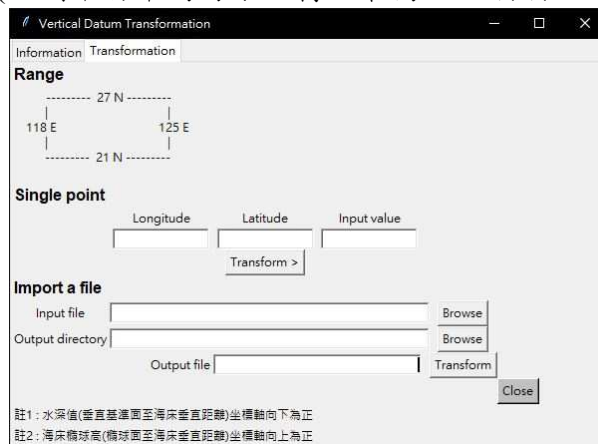 Vertical Datum Transformation
Information Transformation
Range
--------- 27 N ---------
118 E 125 E
--------- 21 N ---------
Single point
Longitude Latitude Input value
Transform >
Import a file
Input file Browse
Output directory Browse
Output file Transform
Close
註1 : 水深值(垂直基準面至海床垂直距離)坐標軸向下為正
註2 : 海床橢球高(橢球面至海床垂直距離)坐標軸向上為正